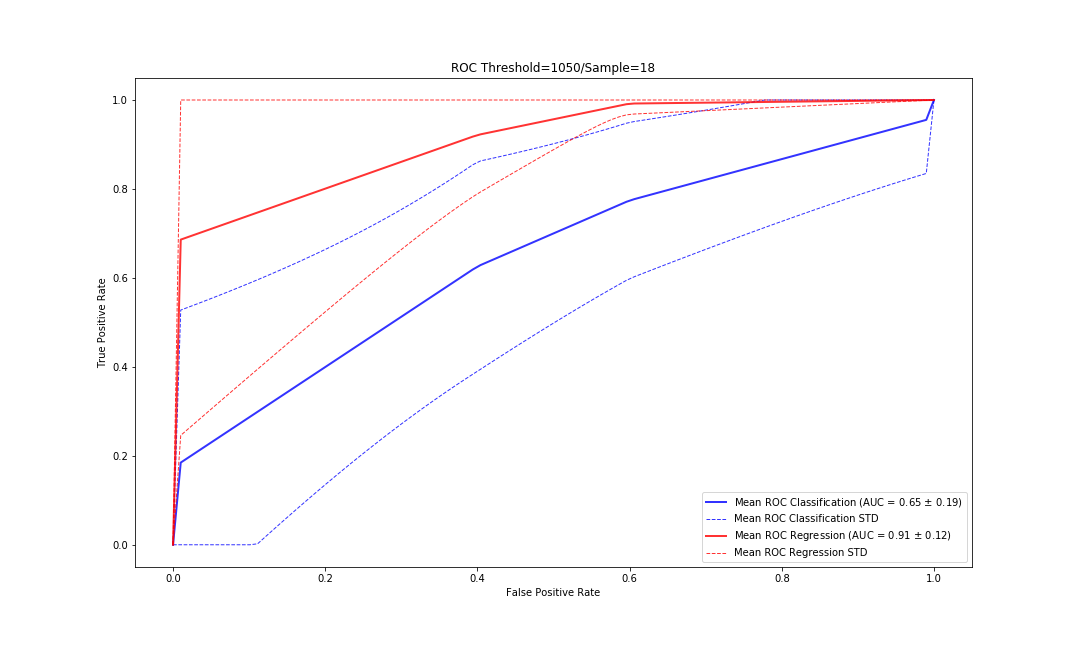 ROC Threshold=1050/Sample=18
True Positive Rate
1.0
0.8
0.6
0.4
0.2
0.0
Mean ROC Classification (AUC = 0.65 ± 0.19)
Mean ROC Classification STD
Mean ROC Regression (AUC = 0.91 ± 0.12)
Mean ROC Regression STD
0.0 0.2 0.4 0.6 0.8 1.0
False Positive Rate